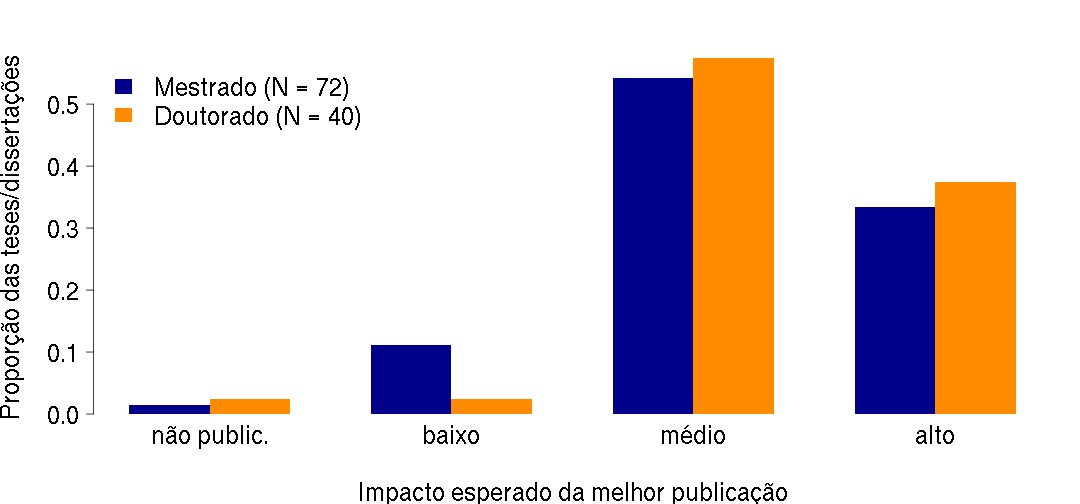 Mestrado (N = 72)
Doutorado (N = 40)
Proporção das teses/dissertações
0.5
0.4
0.3
0.2
0.1
0.0
não public.
baixo
médio
alto
Impacto esperado da melhor publicação